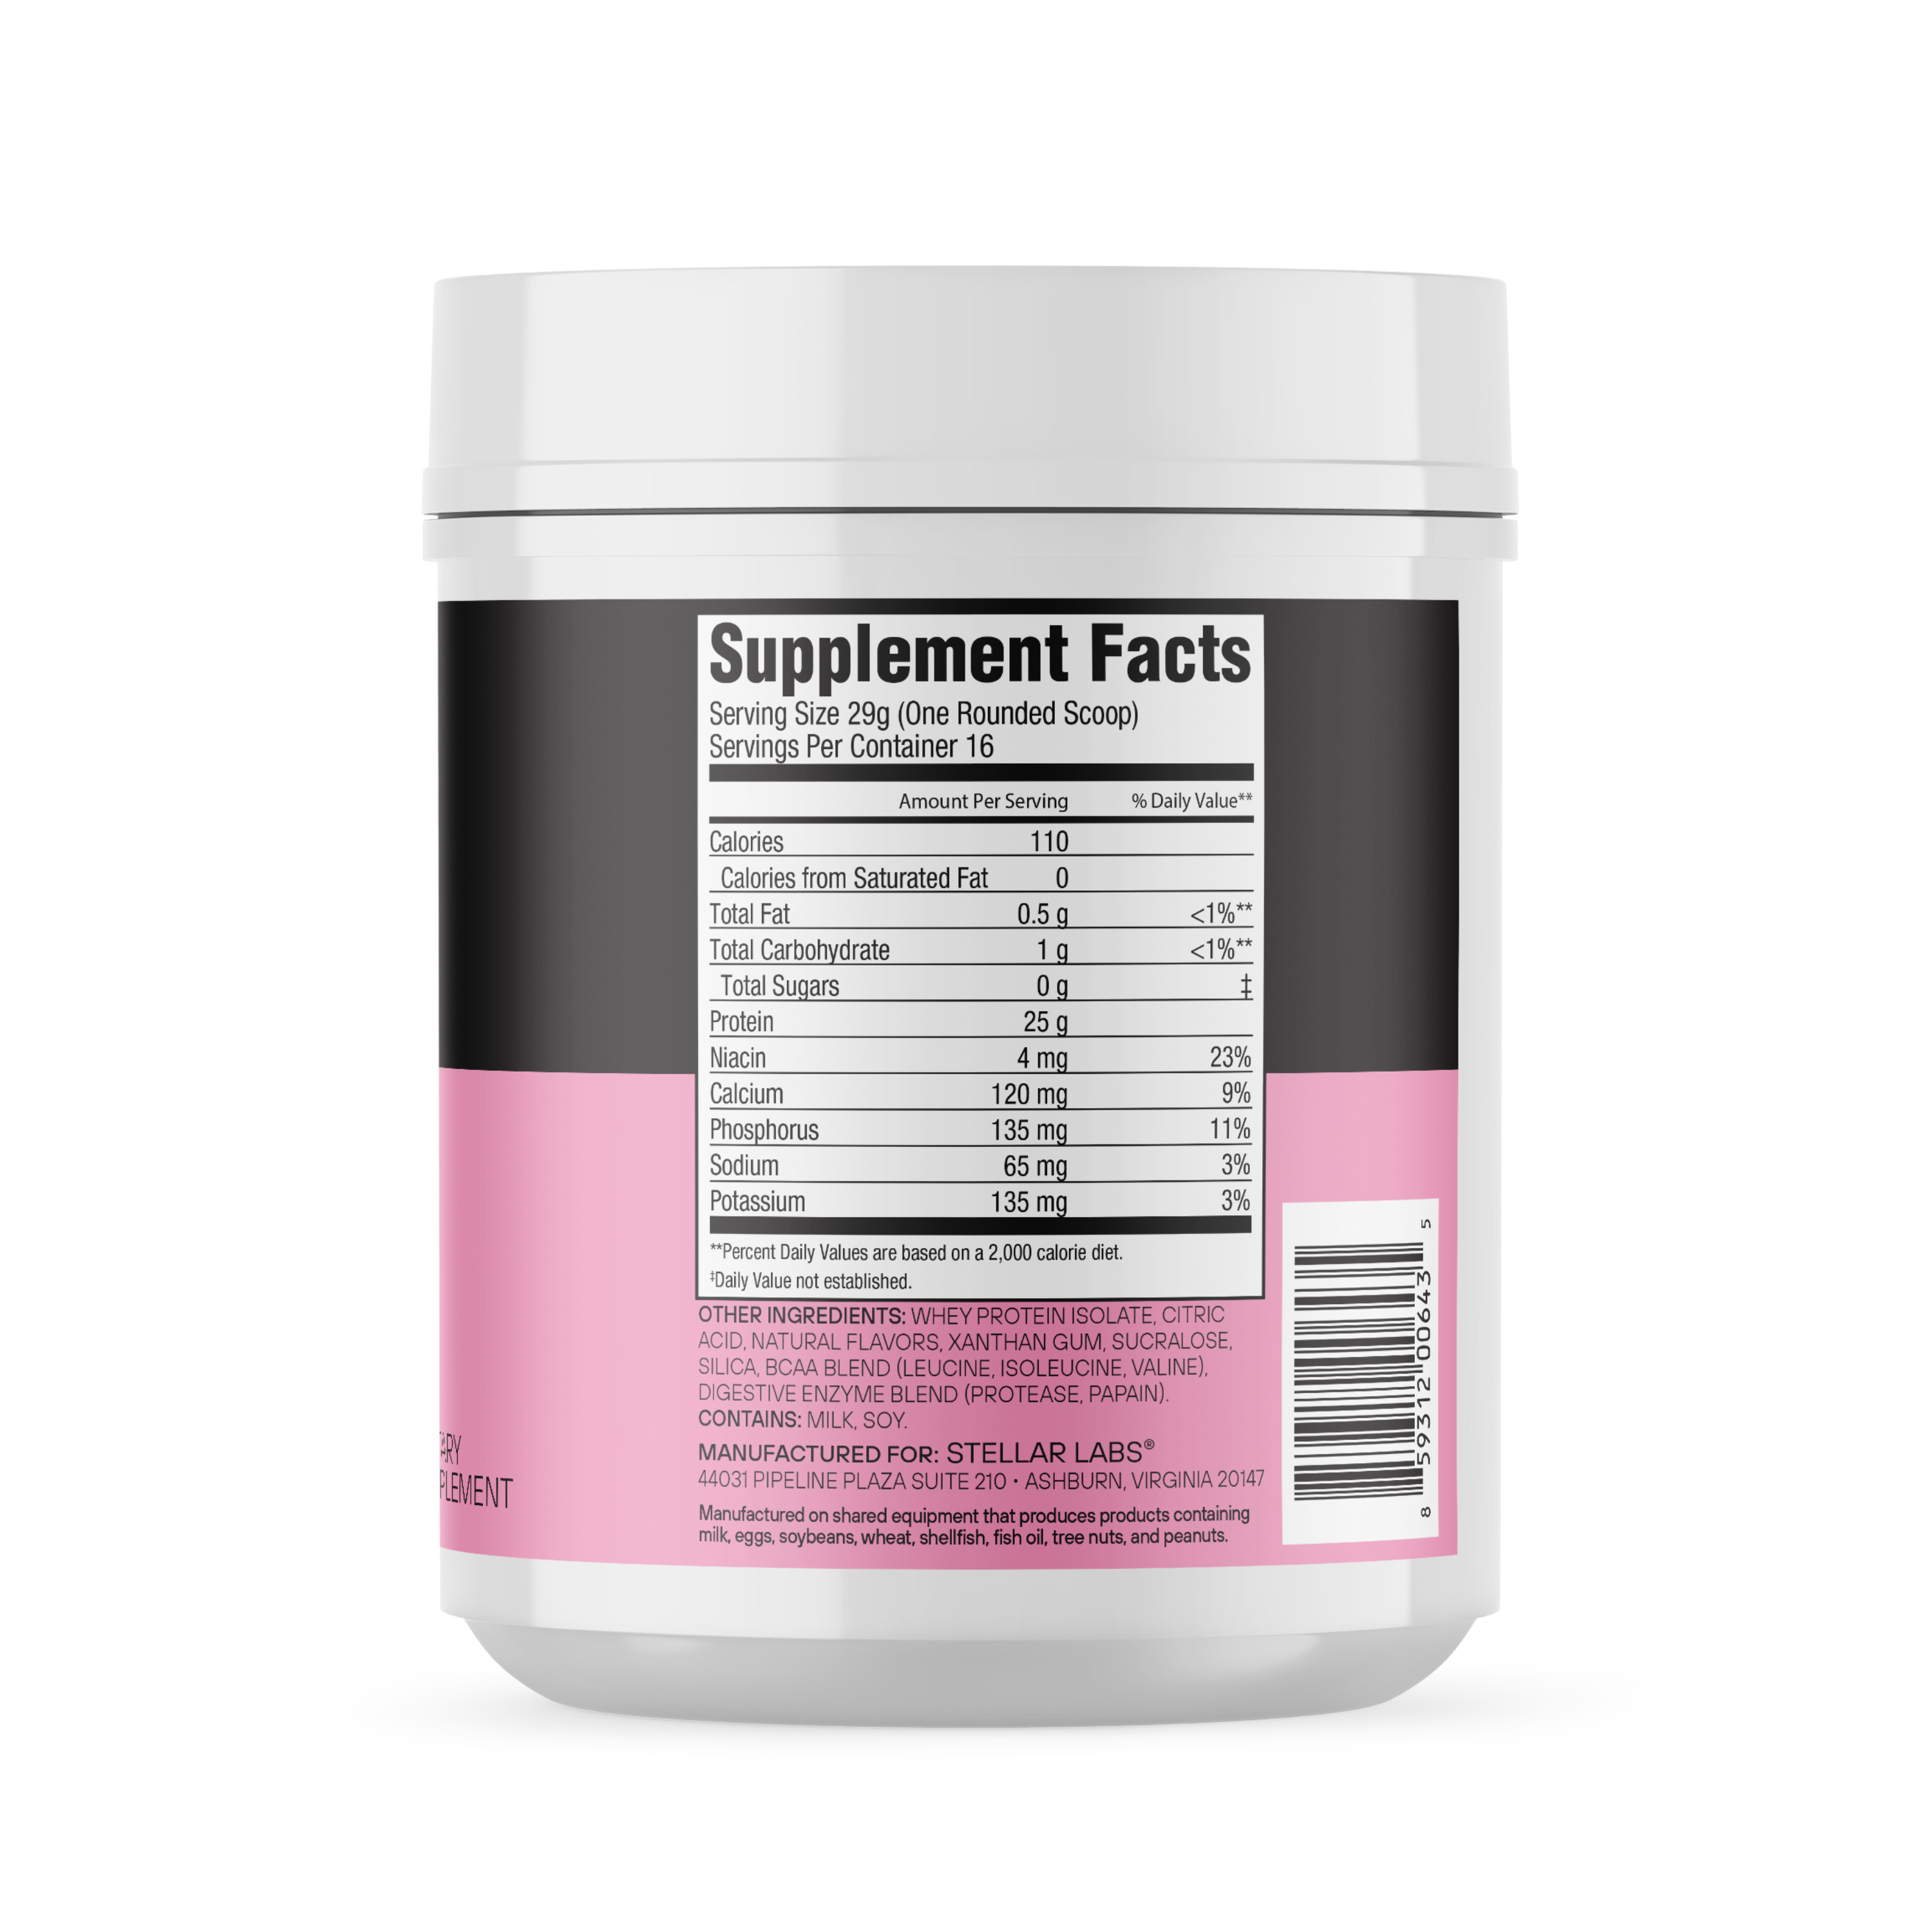 Supplement Facts
Serving Size 29g (One Rounded Scoop)
Servings Per Container 16
Amount Per Serving % Daily Value**
Calories 110
Calories from Saturated Fat 0
Total Fat 0.5 g <1%**
Total Carbohydrate 1 g <1%**
Total Sugars 0 g ‡
Protein 25 g
Niacin 4 mg 23%
Calcium 120 mg 9%
Phosphorus 135 mg 11%
Sodium 65 mg 3%
Potassium 135 mg 3%
**Percent Daily Values are based on a 2,000 calorie diet.
‡Daily Value not established.
OTHER INGREDIENTS: WHEY PROTEIN ISOLATE, CITRIC
ACID, NATURAL FLAVORS, XANTHAN GUM, SUCRALOSE,
SILICA, BCAA BLEND (LEUCINE, ISOLEUCINE, VALINE),
DIGESTIVE ENZYME BLEND (PROTEASE, PAPAIN).
CONTAINS: MILK, SOY.
MANUFACTURED FOR: STELLAR LABS®
44031 PIPELINE PLAZA SUITE 210 • ASHBURN, VIRGINIA 20147
Manufactured on shared equipment that produces products containing
milk, eggs, soybeans, wheat, shellfish, fish oil, tree nuts, and peanuts.
PLEMENT
8 59312 00643 5